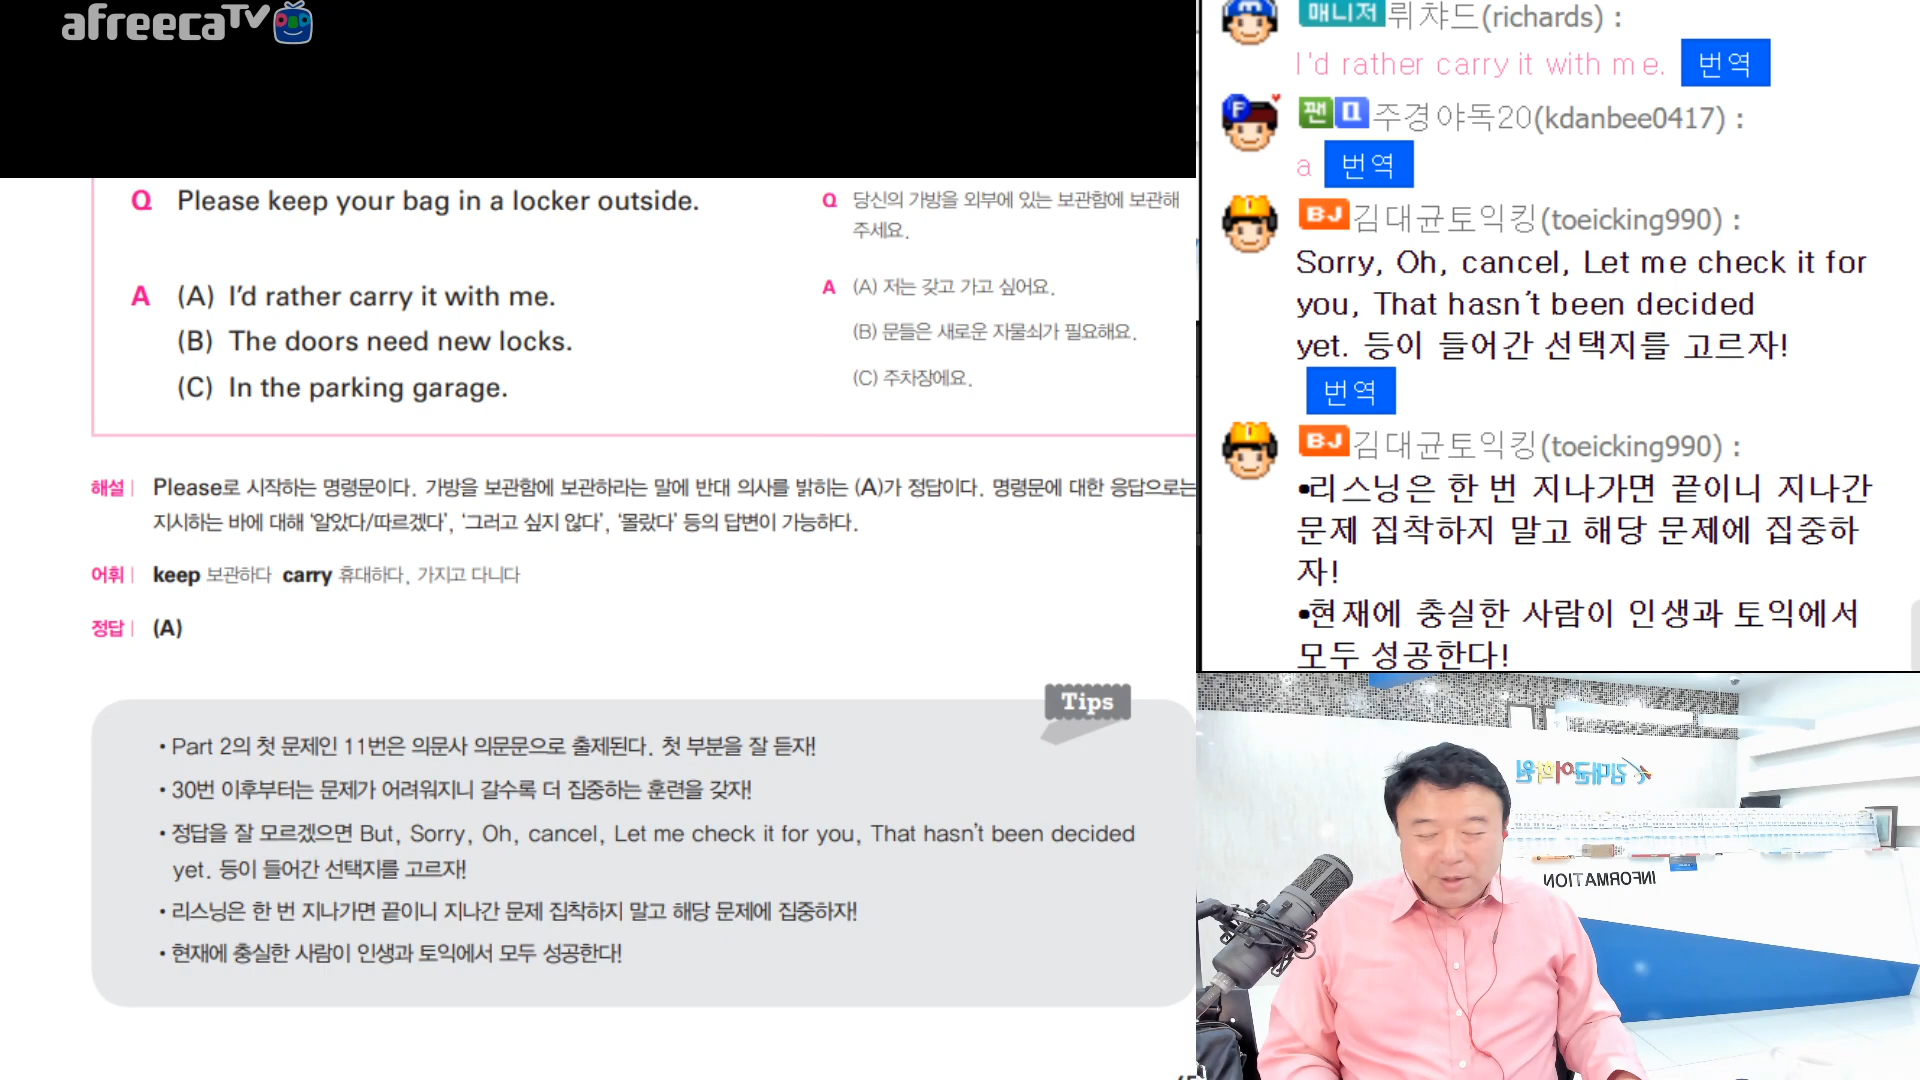 afreecaTV
Q Please keep your bag in a locker outside.
Q 당신의 가방을 외부에 있는 보관함에 보관해
주세요.
A (A) I'd rather carry it with me.
(B) The doors need new locks.
(C) In the parking garage.
A (A) 저는 갖고 가고 싶어요.
(B) 문들은 새로운 자물쇠가 필요해요.
(C) 주차장에요.
해설 | Please로 시작하는 명령문이다. 가방을 보관함에 보관하라는 말에 반대 의사를 밝히는 (A)가 정답이다. 명령문에 대한 응답으로는
지시하는 바에 대해 '알았다/따르겠다', '그러고 싶지 않다', '몰랐다' 등의 답변이 가능하다.
어휘 | keep 보관하다 carry 휴대하다, 가지고 다니다
정답 | (A)
Tips
• Part 2의 첫 문제인 11번은 의문사 의문문으로 출제된다. 첫 부분을 잘 듣자!
• 30번 이후부터는 문제가 어려워지니 갈수록 더 집중하는 훈련을 갖자!
• 정답을 잘 모르겠으면 But, Sorry, Oh, cancel, Let me check it for you, That hasn't been decided
yet. 등이 들어간 선택지를 고르자!
• 리스닝은 한 번 지나가면 끝이니 지나간 문제 집착하지 말고 해당 문제에 집중하자!
• 현재에 충실한 사람이 인생과 토익에서 모두 성공한다!
매니저 뤼챠드(richards) :
I'd rather carry it with me. 번역
팬 Q 주경야독20(kdanbee0417) :
a 번역
BJ 김대균토익킹(toeicking990) :
Sorry, Oh, cancel, Let me check it for
you, That hasn't been decided
yet. 등이 들어간 선택지를 고르자!
번역
BJ 김대균토익킹(toeicking990) :
•리스닝은 한 번 지나가면 끝이니 지나간
문제 집착하지 말고 해당 문제에 집중하
자!
•현재에 충실한 사람이 인생과 토익에서
모두 성공한다!
김대균어학원
INFORMATION